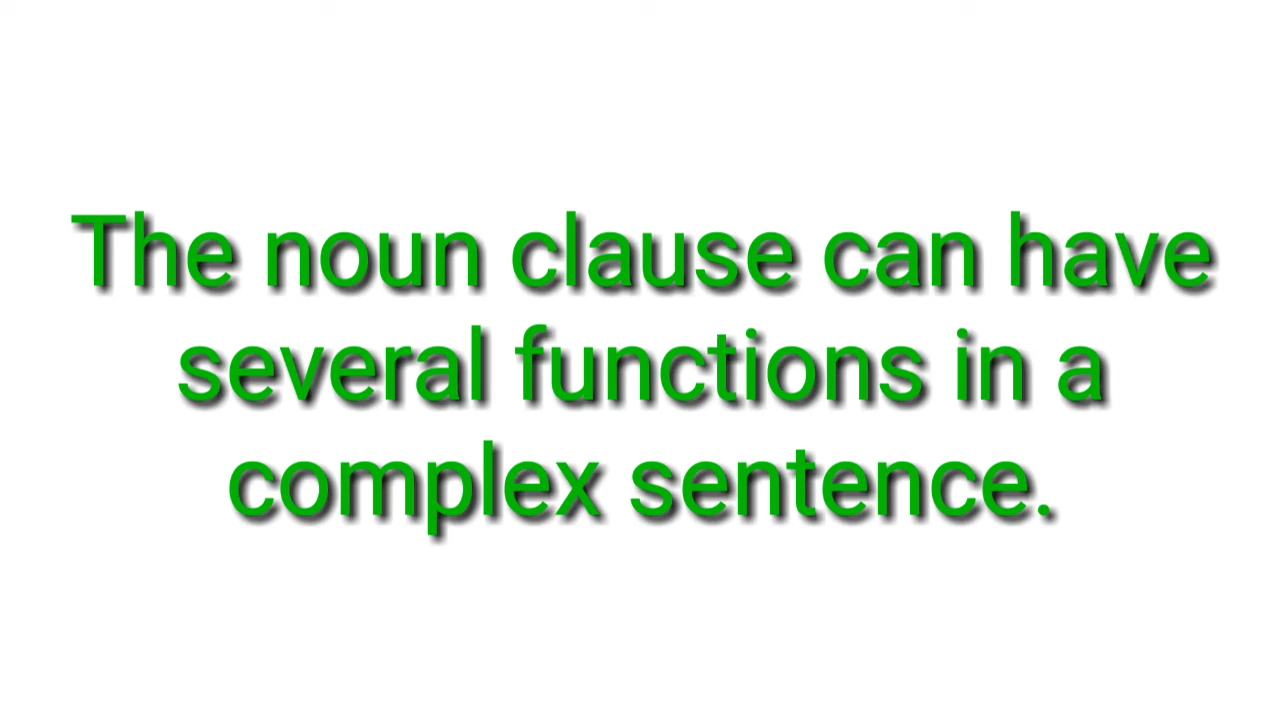 The noun clause can have
several functions in a
complex sentence.